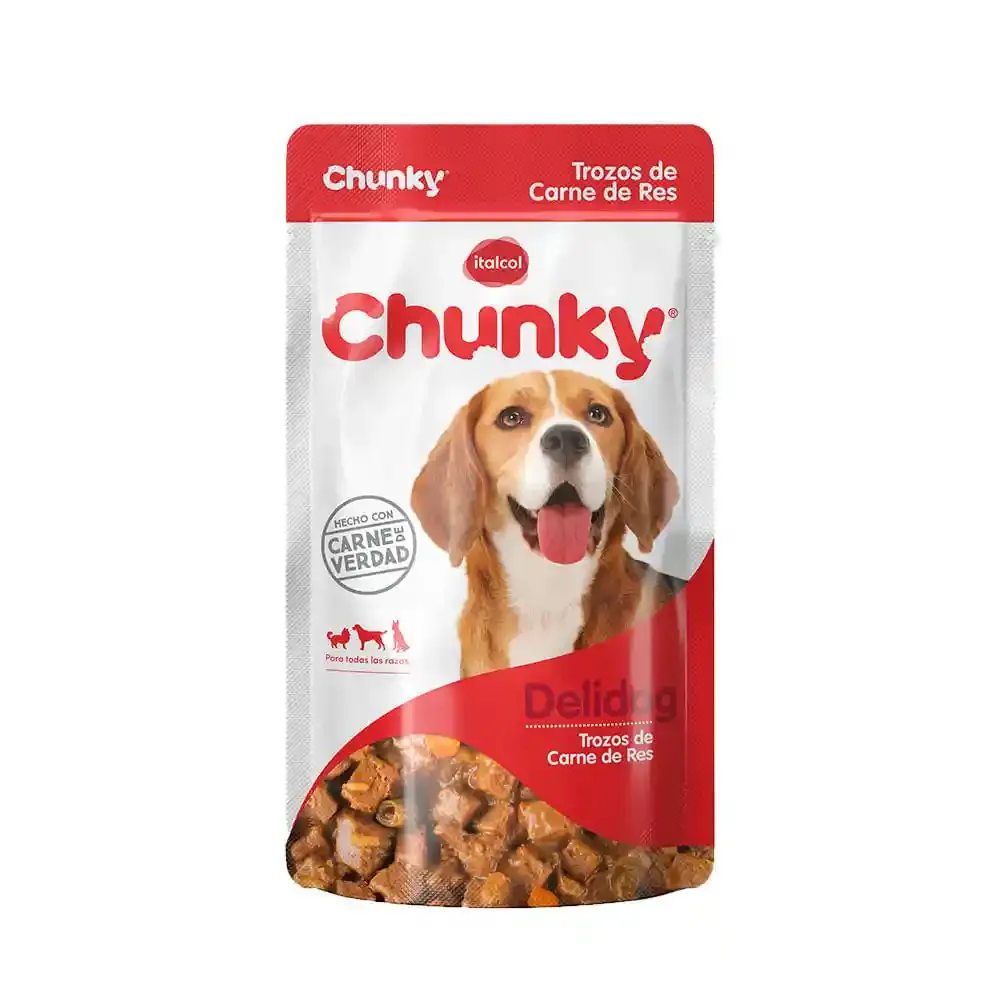 Chunky
Trozos de
Carne de Res
italcol
Chunky®
HECHO CON
CARNE DE
VERDAD
Para todas las razas
Delidog
Trozos de
Carne de Res